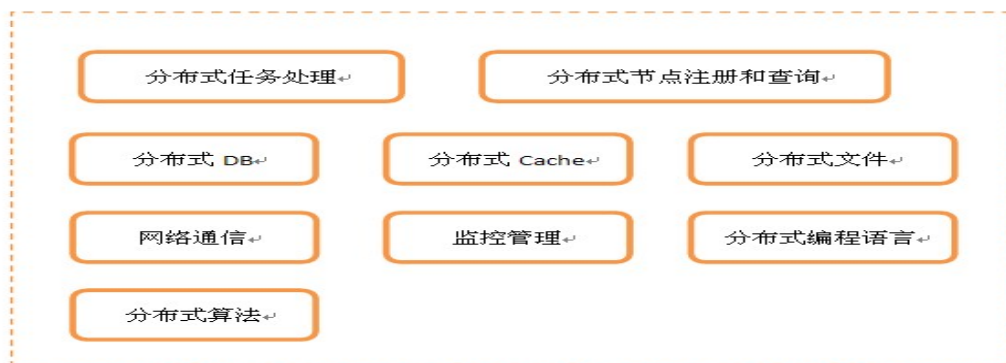 分布式任务处理
分布式节点注册和查询
分布式 DB
分布式 Cache
分布式文件
网络通信
监控管理
分布式编程语言
分布式算法